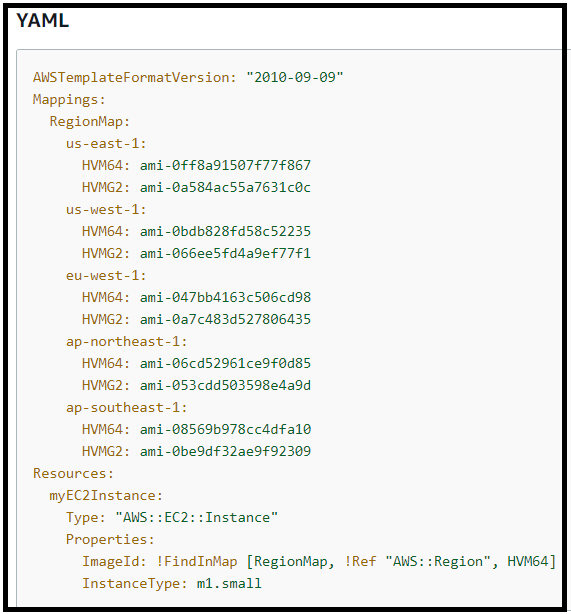 YAML
AWSTemplateFormatVersion: "2010-09-09"
Mappings:
  RegionMap:
    us-east-1:
      HVM64: ami-0ff8a91507f77f867
      HVMG2: ami-0a584ac55a7631c0c
    us-west-1:
      HVM64: ami-0bdb828fd58c52235
      HVMG2: ami-066ee5fd4a9ef77f1
    eu-west-1:
      HVM64: ami-047bb4163c506cd98
      HVMG2: ami-0a7c483d527806435
    ap-northeast-1:
      HVM64: ami-06cd52961ce9f0d85
      HVMG2: ami-053cdd503598e4a9d
    ap-southeast-1:
      HVM64: ami-08569b978cc4dfa10
      HVMG2: ami-0be9df32ae9f92309
Resources:
  myEC2Instance:
    Type: "AWS::EC2::Instance"
    Properties:
      ImageId: !FindInMap [RegionMap, !Ref "AWS::Region", HVM64]
      InstanceType: m1.small